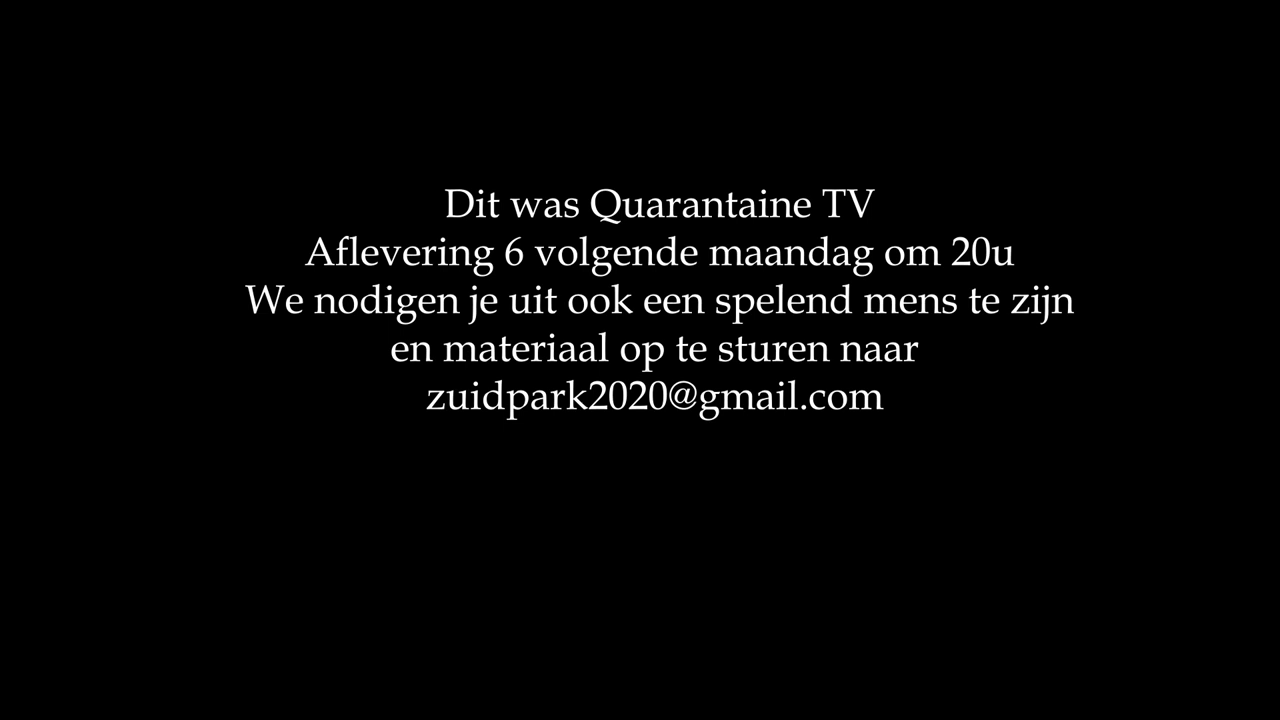 Dit was Quarantaine TV
Aflevering 6 volgende maandag om 20u
We nodigen je uit ook een spelend mens te zijn
en materiaal op te sturen naar
zuidpark2020@gmail.com